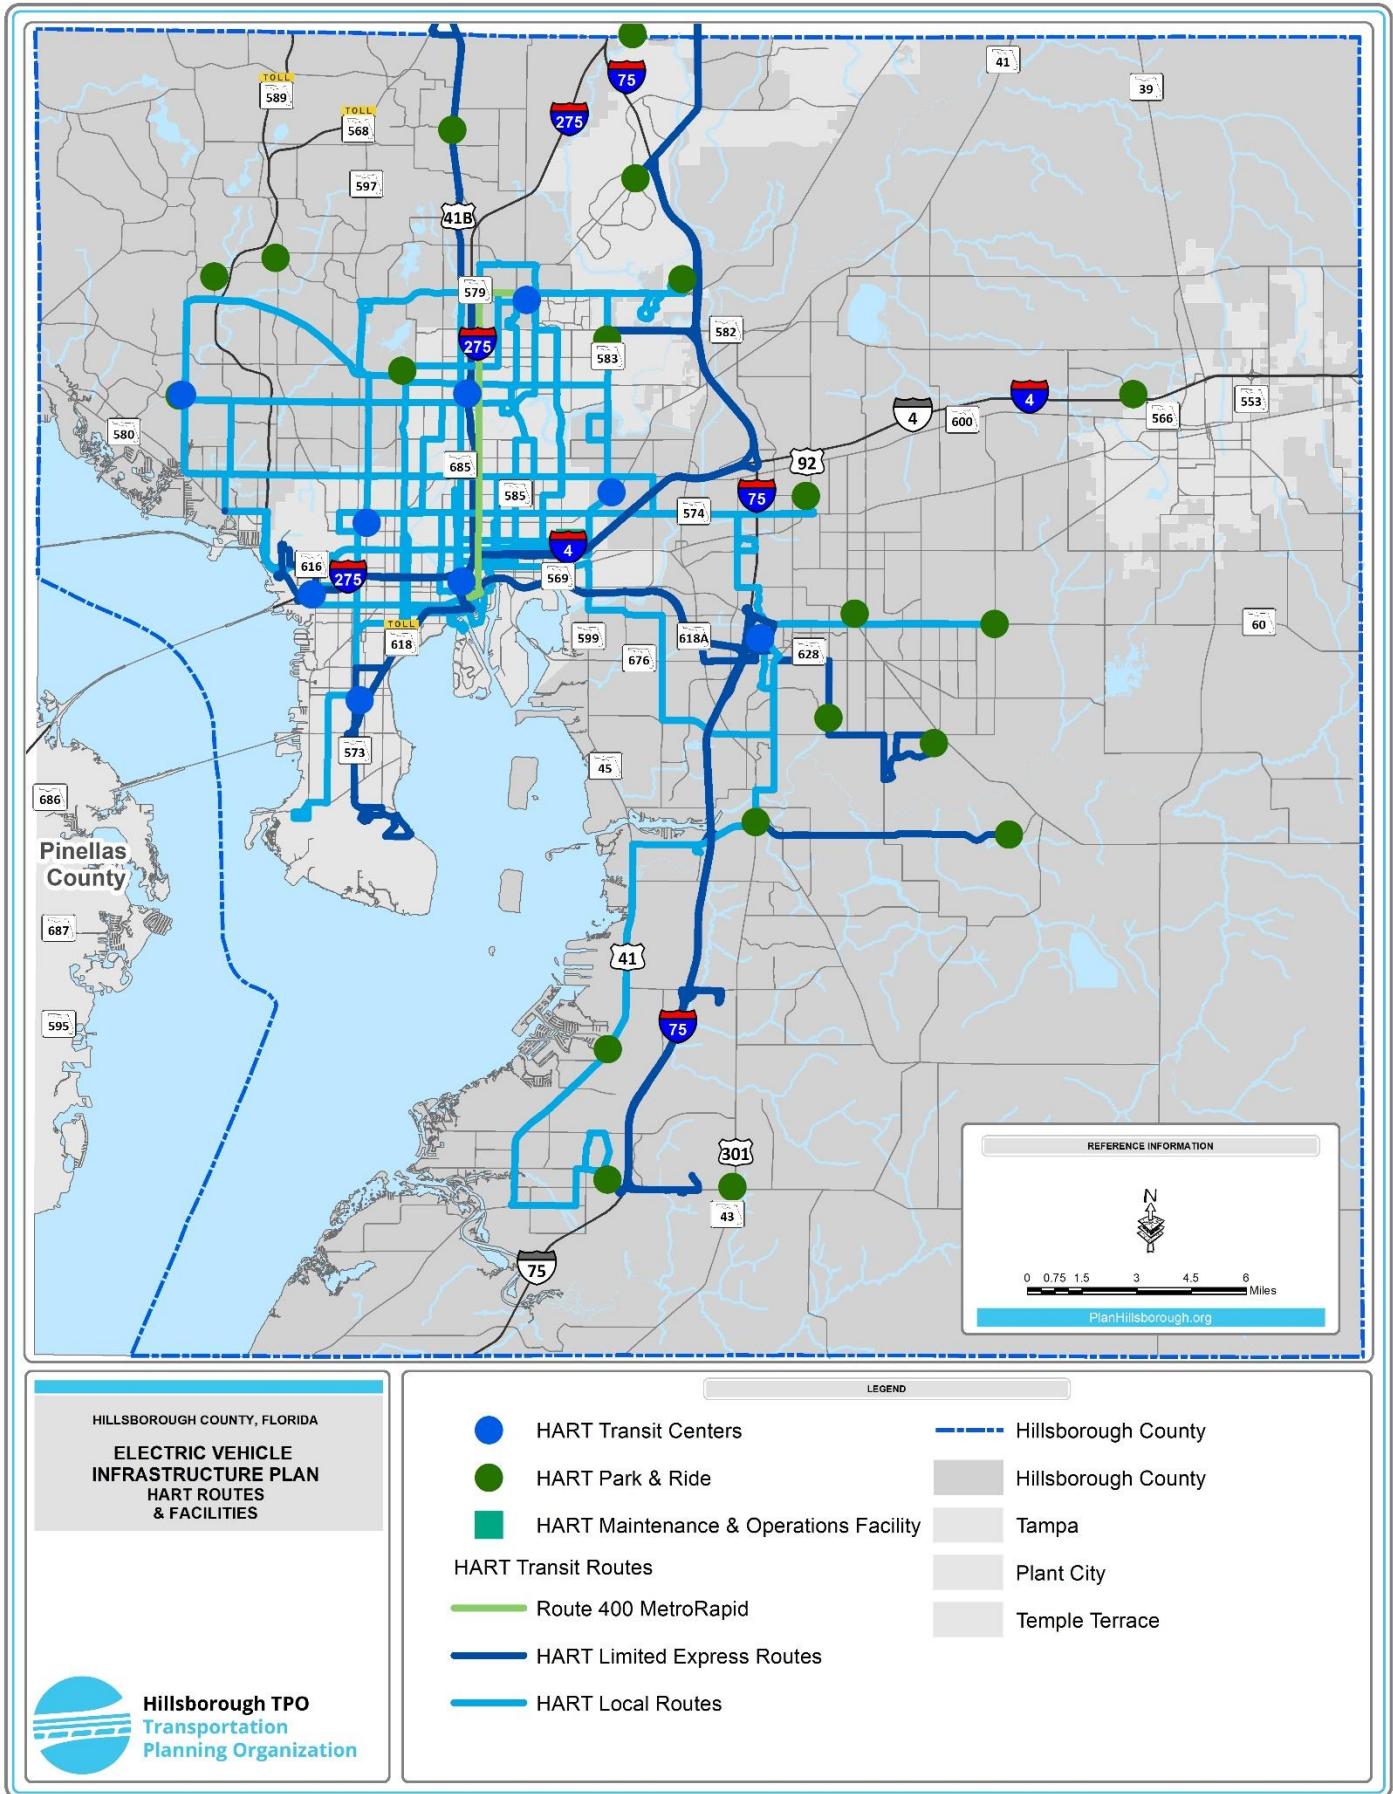 75
41
39
TOLL
589
275
TOLL
568
597
41B
579
275
582
583
4
553
4
600
566
580
92
685
585
75
574
4
616
275
569
TOLL
618
599
618A
60
676
628
573
45
686
Pinellas
County
687
41
595
75
301
43
75
REFERENCE INFORMATION
N
0 0.75 1.5 3 4.5 6
Miles
PlanHillsborough.org
HILLSBOROUGH COUNTY, FLORIDA
ELECTRIC VEHICLE
INFRASTRUCTURE PLAN
HART ROUTES
& FACILITIES
Hillsborough TPO
Transportation
Planning Organization
LEGEND
HART Transit Centers
HART Park & Ride
HART Maintenance & Operations Facility
HART Transit Routes
Route 400 MetroRapid
HART Limited Express Routes
HART Local Routes
Hillsborough County
Hillsborough County
Tampa
Plant City
Temple Terrace